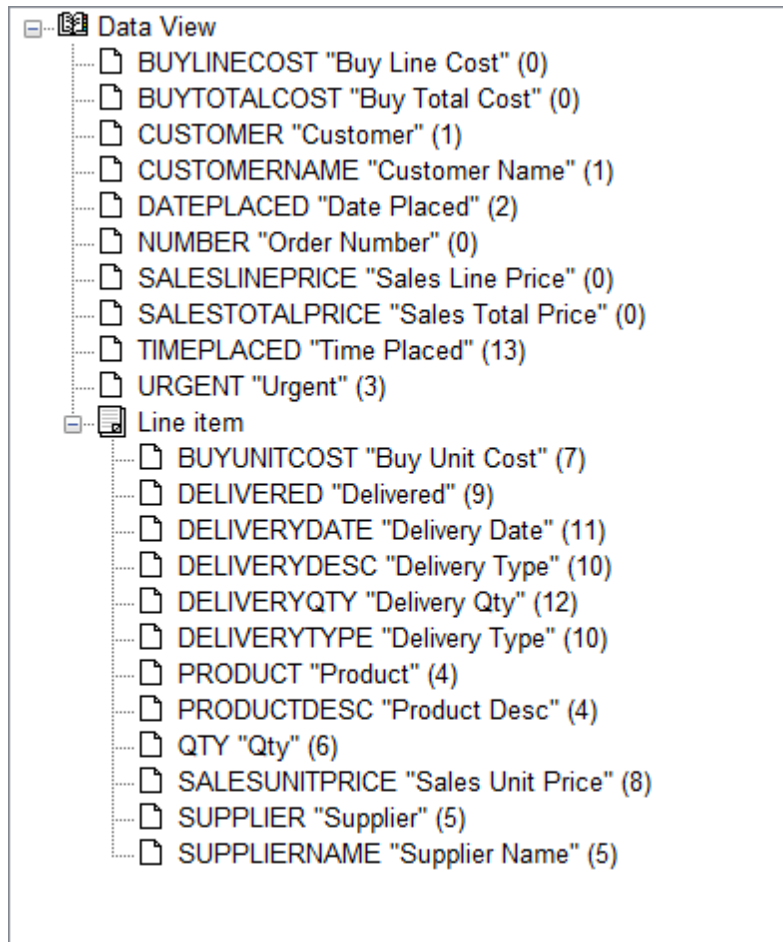 Data View
BUYLINECOST "Buy Line Cost" (0)
BUYTOTALCOST "Buy Total Cost" (0)
CUSTOMER "Customer" (1)
CUSTOMERNAME "Customer Name" (1)
DATEPLACED "Date Placed" (2)
NUMBER "Order Number" (0)
SALESLINEPRICE "Sales Line Price" (0)
SALESTOTALPRICE "Sales Total Price" (0)
TIMEPLACED "Time Placed" (13)
URGENT "Urgent" (3)
Line item
BUYUNITCOST "Buy Unit Cost" (7)
DELIVERED "Delivered" (9)
DELIVERYDATE "Delivery Date" (11)
DELIVERYDESC "Delivery Type" (10)
DELIVERYQTY "Delivery Qty" (12)
DELIVERYTYPE "Delivery Type" (10)
PRODUCT "Product" (4)
PRODUCTDESC "Product Desc" (4)
QTY "Qty" (6)
SALESUNITPRICE "Sales Unit Price" (8)
SUPPLIER "Supplier" (5)
SUPPLIERNAME "Supplier Name" (5)